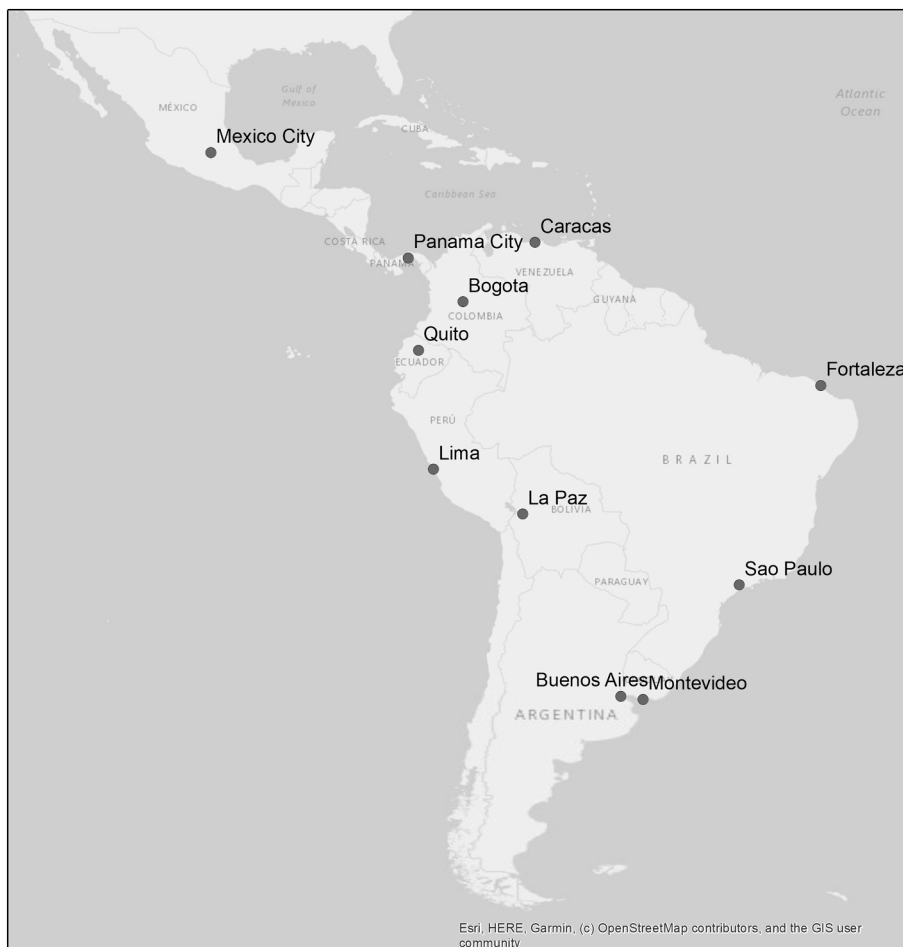 Gulf of
Mexico
Atlantic
Ocean
MÉXICO
Mexico City
CUBA
Caribbean Sea
Caracas
COSTA RICA
Panama City
PANAMÁ
VENEZUELA
Bogota
GUYANA
COLOMBIA
Quito
ECUADOR
Fortaleza
PERÚ
Lima
BRAZIL
La Paz
BOLIVIA
Sao Paulo
PARAGUAY
Buenos Aires
Montevideo
ARGENTINA
Esri, HERE, Garmin, (c) OpenStreetMap contributors, and the GIS user
community